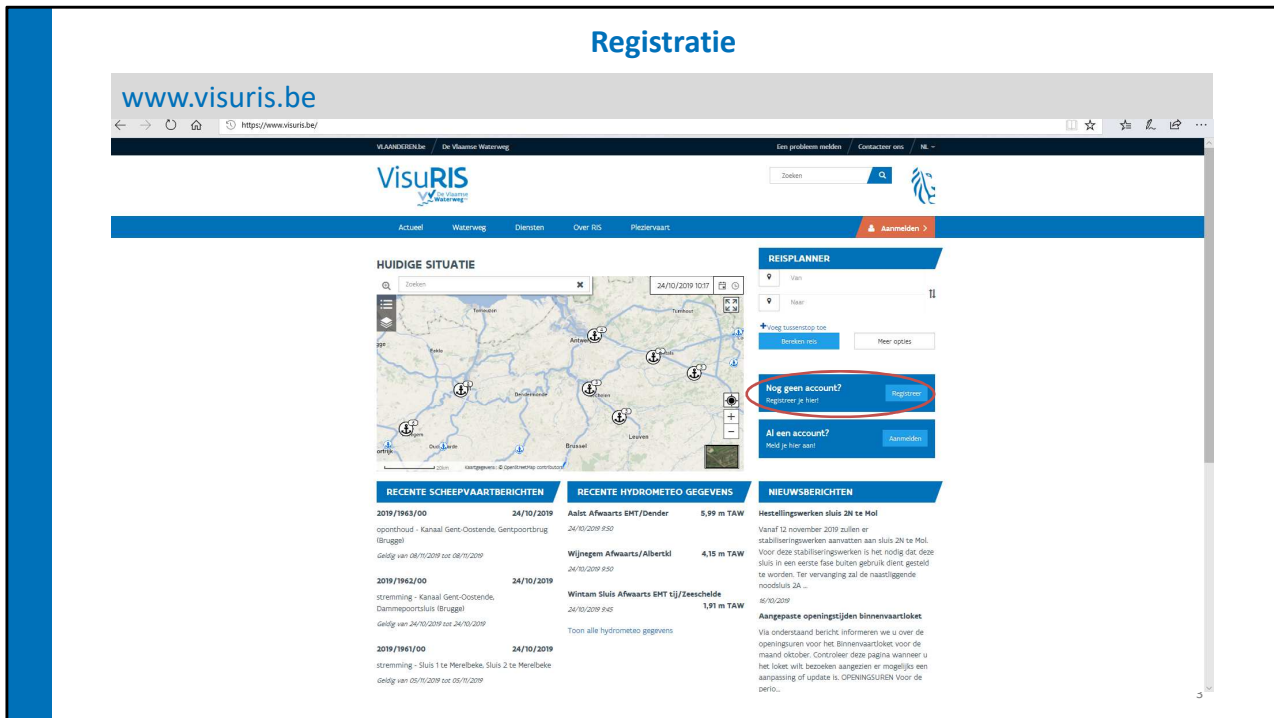 Registratie
www.visuris.be
https://www.visuris.be/
VLAANDEREN.be / De Vlaamse Waterweg
Een probleem melden / Contacteer ons / NL
VisuRIS
De Vlaamse
Waterweg
Zoeken
Actueel Waterweg Diensten Over RIS Pleziervaart
Aanmelden >
HUIDIGE SITUATIE
Zoeken
24/10/2019 10:17
Terneuzen
Turnhout
Eeklo
Dendermonde
Leuven
Brussel
20km
Kaartgegevens: © OpenStreetMap contributors
REISPLANNER
Van
Naar
+Voeg tussenstop toe
Bereken reis
Meer opties
Nog geen account?
Registreer je hier!
Registreer
Al een account?
Meld je hier aan!
Aanmelden
RECENTE SCHEEPVAARTBERICHTEN
2019/1963/00 24/10/2019
oponthoud - Kanaal Gent-Oostende, Gentpoortbrug
(Brugge)
Geldig van 08/11/2019 tot 08/11/2019
2019/1962/00 24/10/2019
stremming - Kanaal Gent-Oostende,
Dammepoortsluis (Brugge)
Geldig van 24/10/2019 tot 24/10/2019
2019/1961/00 24/10/2019
stremming - Sluis 1 te Merelbeke, Sluis 2 te Merelbeke
Geldig van 05/11/2019 tot 05/11/2019
RECENTE HYDROMETEO GEGEVENS
Aalst Afwaarts EMT/Dender 5,99 m TAW
24/10/2019 9:50
Wijnegem Afwaarts/Albertkl 4,15 m TAW
24/10/2019 9:50
Wintam Sluis Afwaarts EMT tij/Zeeschelde
1,91 m TAW
24/10/2019 9:45
Toon alle hydrometeo gegevens
NIEUWSBERICHTEN
Hestellingswerken sluis 2N te Mol
Vanaf 12 november 2019 zullen er
stabiliseringswerken aanvatten aan sluis 2N te Mol.
Voor deze stabiliseringswerken is het nodig dat deze
sluis in een eerste fase buiten gebruik dient gesteld
te worden. Ter vervanging zal de naastliggende
noodsluis 2A ...
16/10/2019
Aangepaste openingstijden binnenvaartloket
Via onderstaand bericht informeren we u over de
openingsuren voor het Binnenvaartloket voor de
maand oktober. Controleer deze pagina wanneer u
het loket wilt bezoeken aangezien er mogelijks een
aanpassing of update is. OPENINGSUREN Voor de
perio...
3